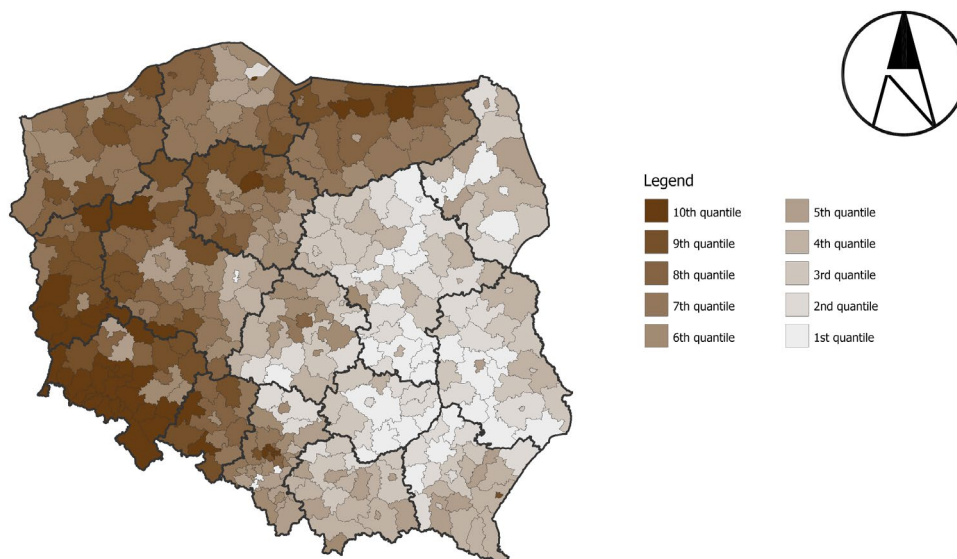 Legend
10th quantile
9th quantile
8th quantile
7th quantile
6th quantile
5th quantile
4th quantile
3rd quantile
2nd quantile
1st quantile